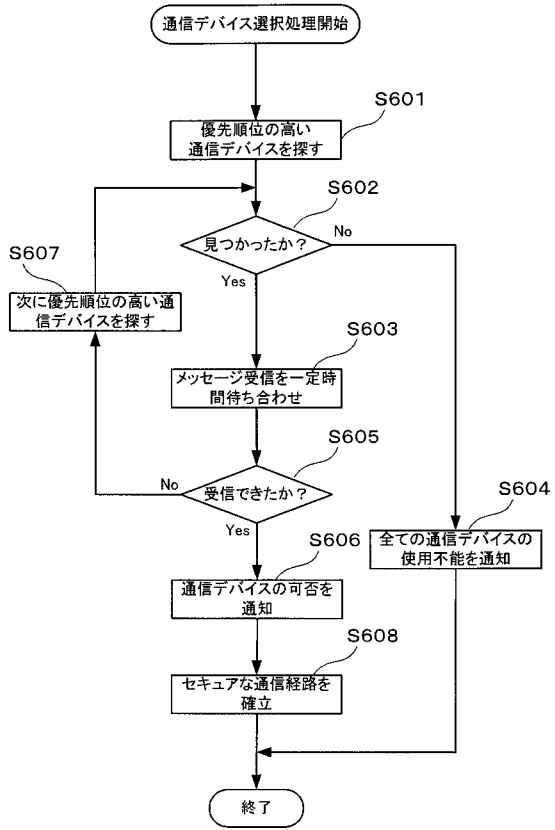 通信デバイス選択処理開始
S601
優先順位の高い
通信デバイスを探す
S602
見つかったか？
No
Yes
S607
次に優先順位の高い通
信デバイスを探す
S603
メッセージ受信を一定時
間待ち合わせ
S605
受信できたか？
No
Yes
S604
全ての通信デバイスの
使用不能を通知
S606
通信デバイスの可否を
通知
S608
セキュアな通信経路を
確立
終了